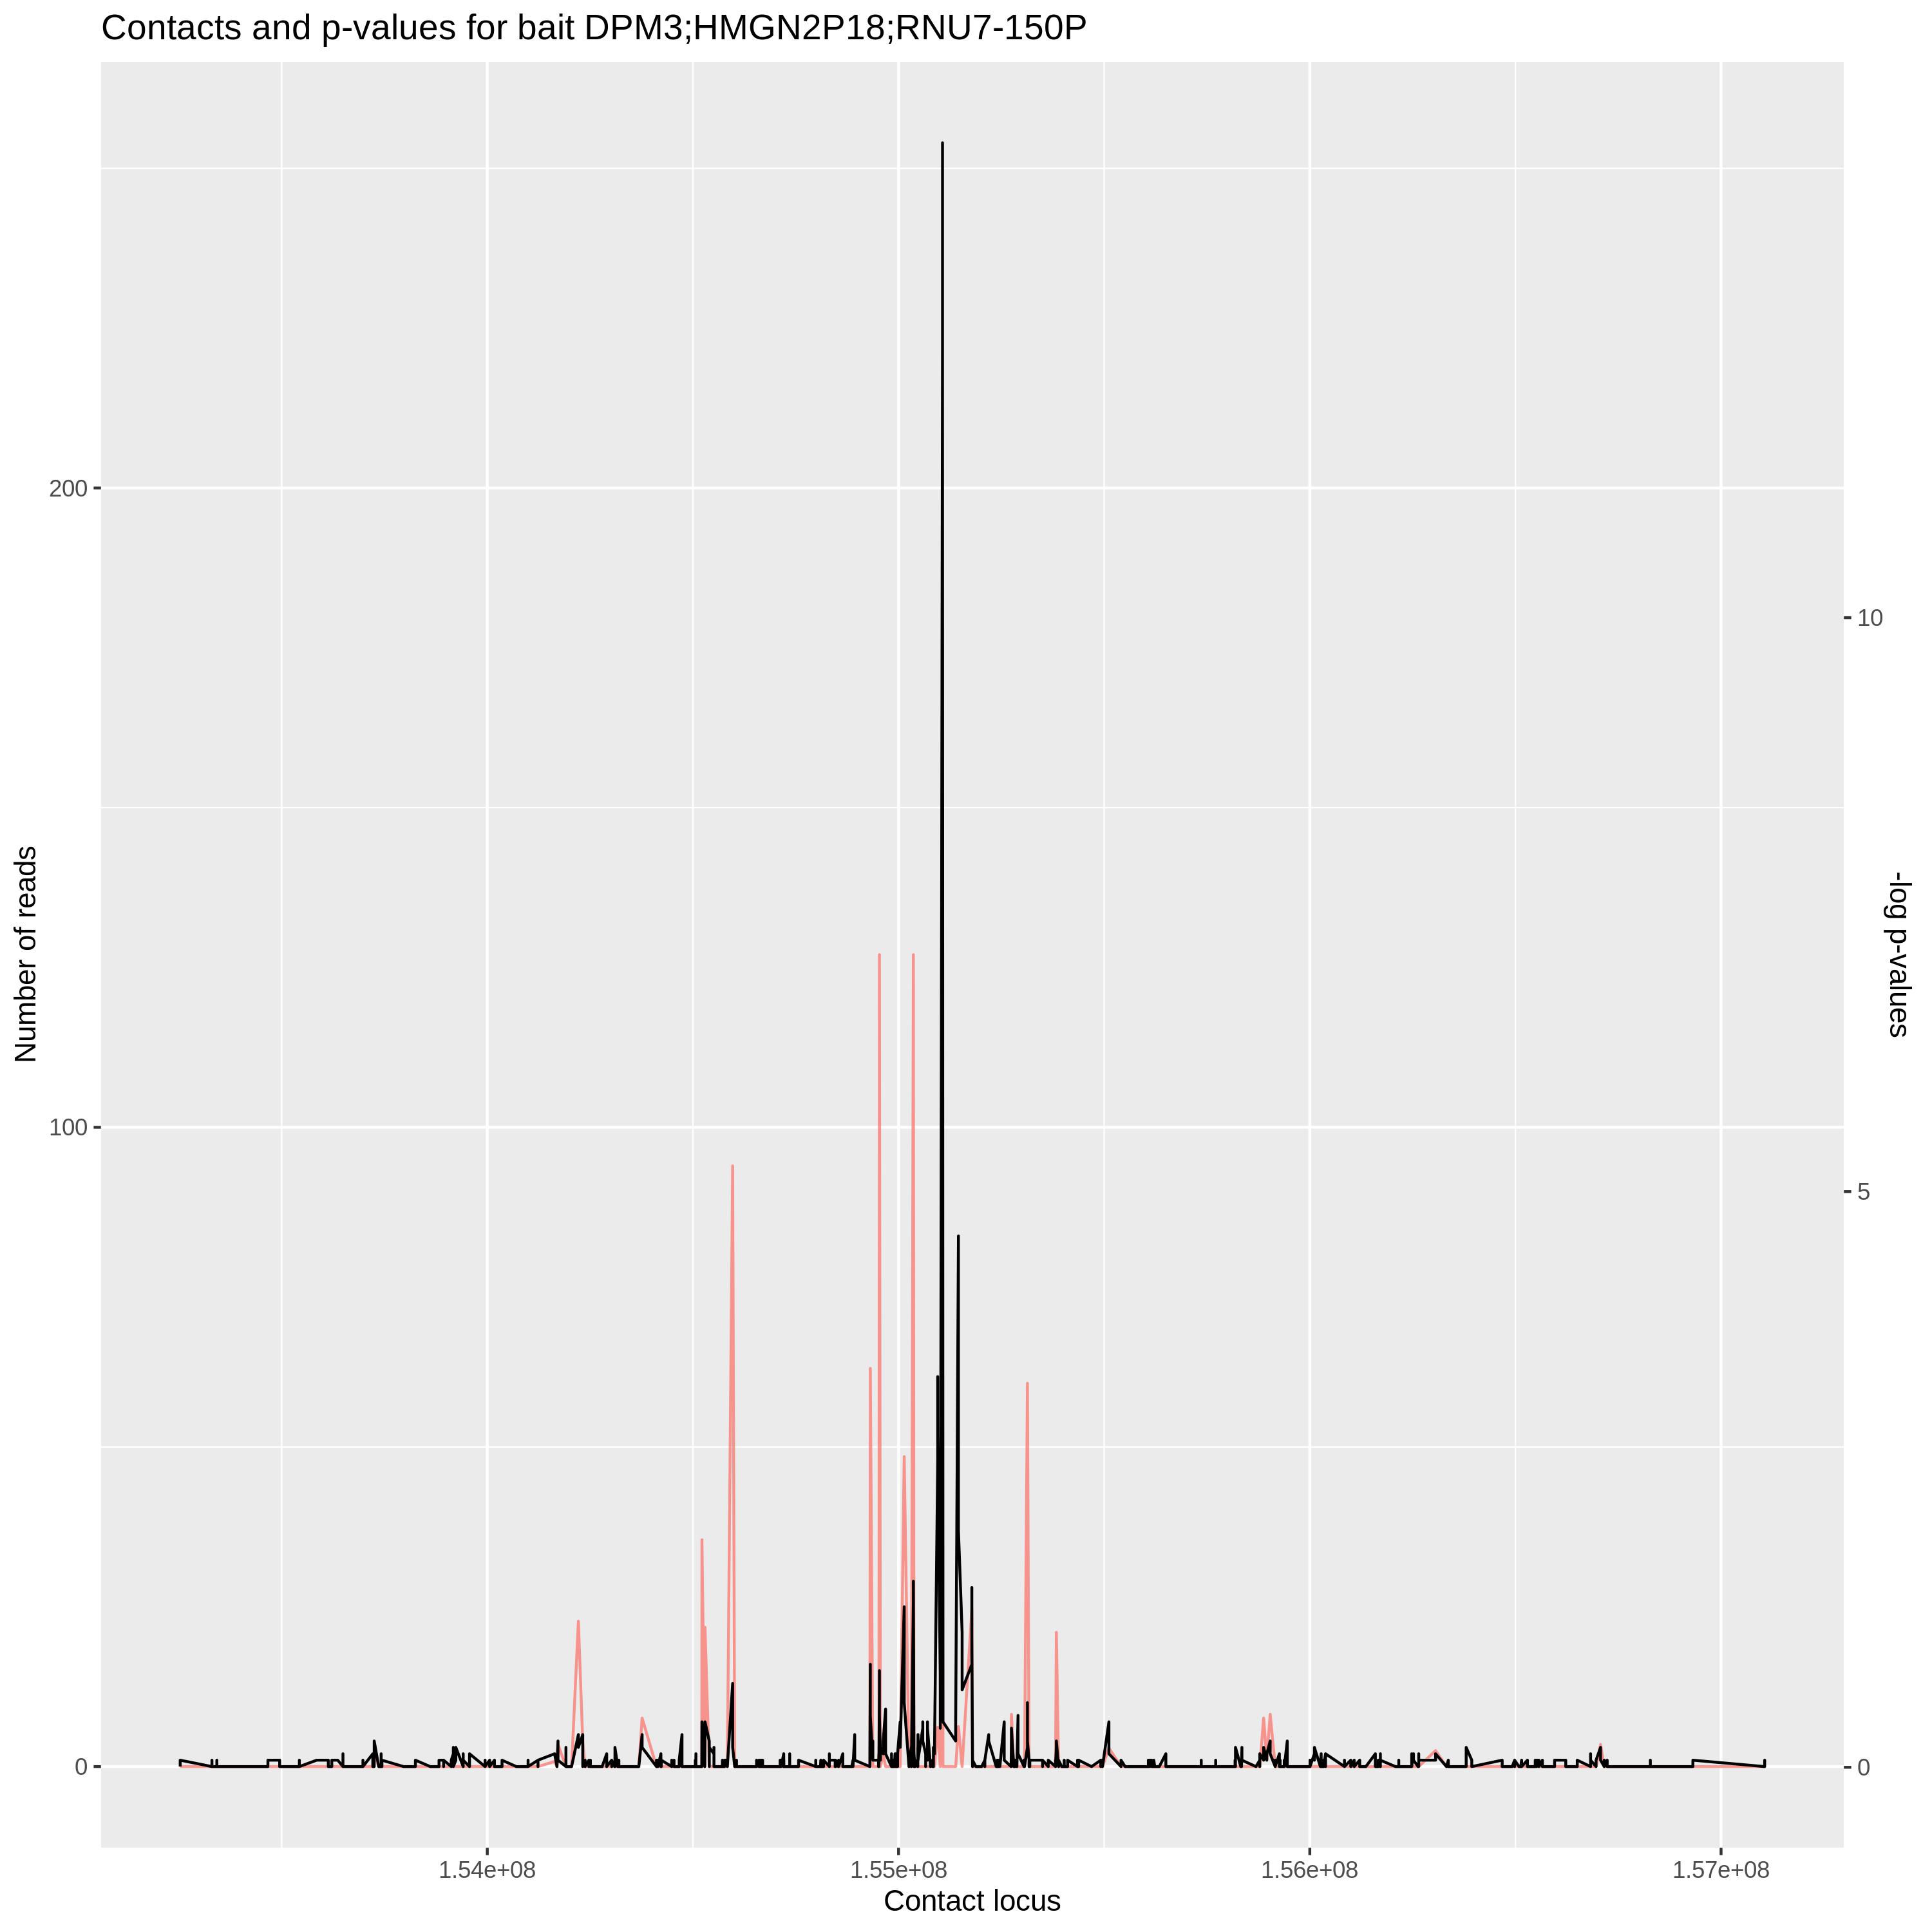 Contacts and p-values for bait DPM3;HMGN2P18;RNU7-150P
Number of reads
200
100
0
10
5
0
-log p-values
1.54e+08
1.55e+08
1.56e+08
1.57e+08
Contact locus